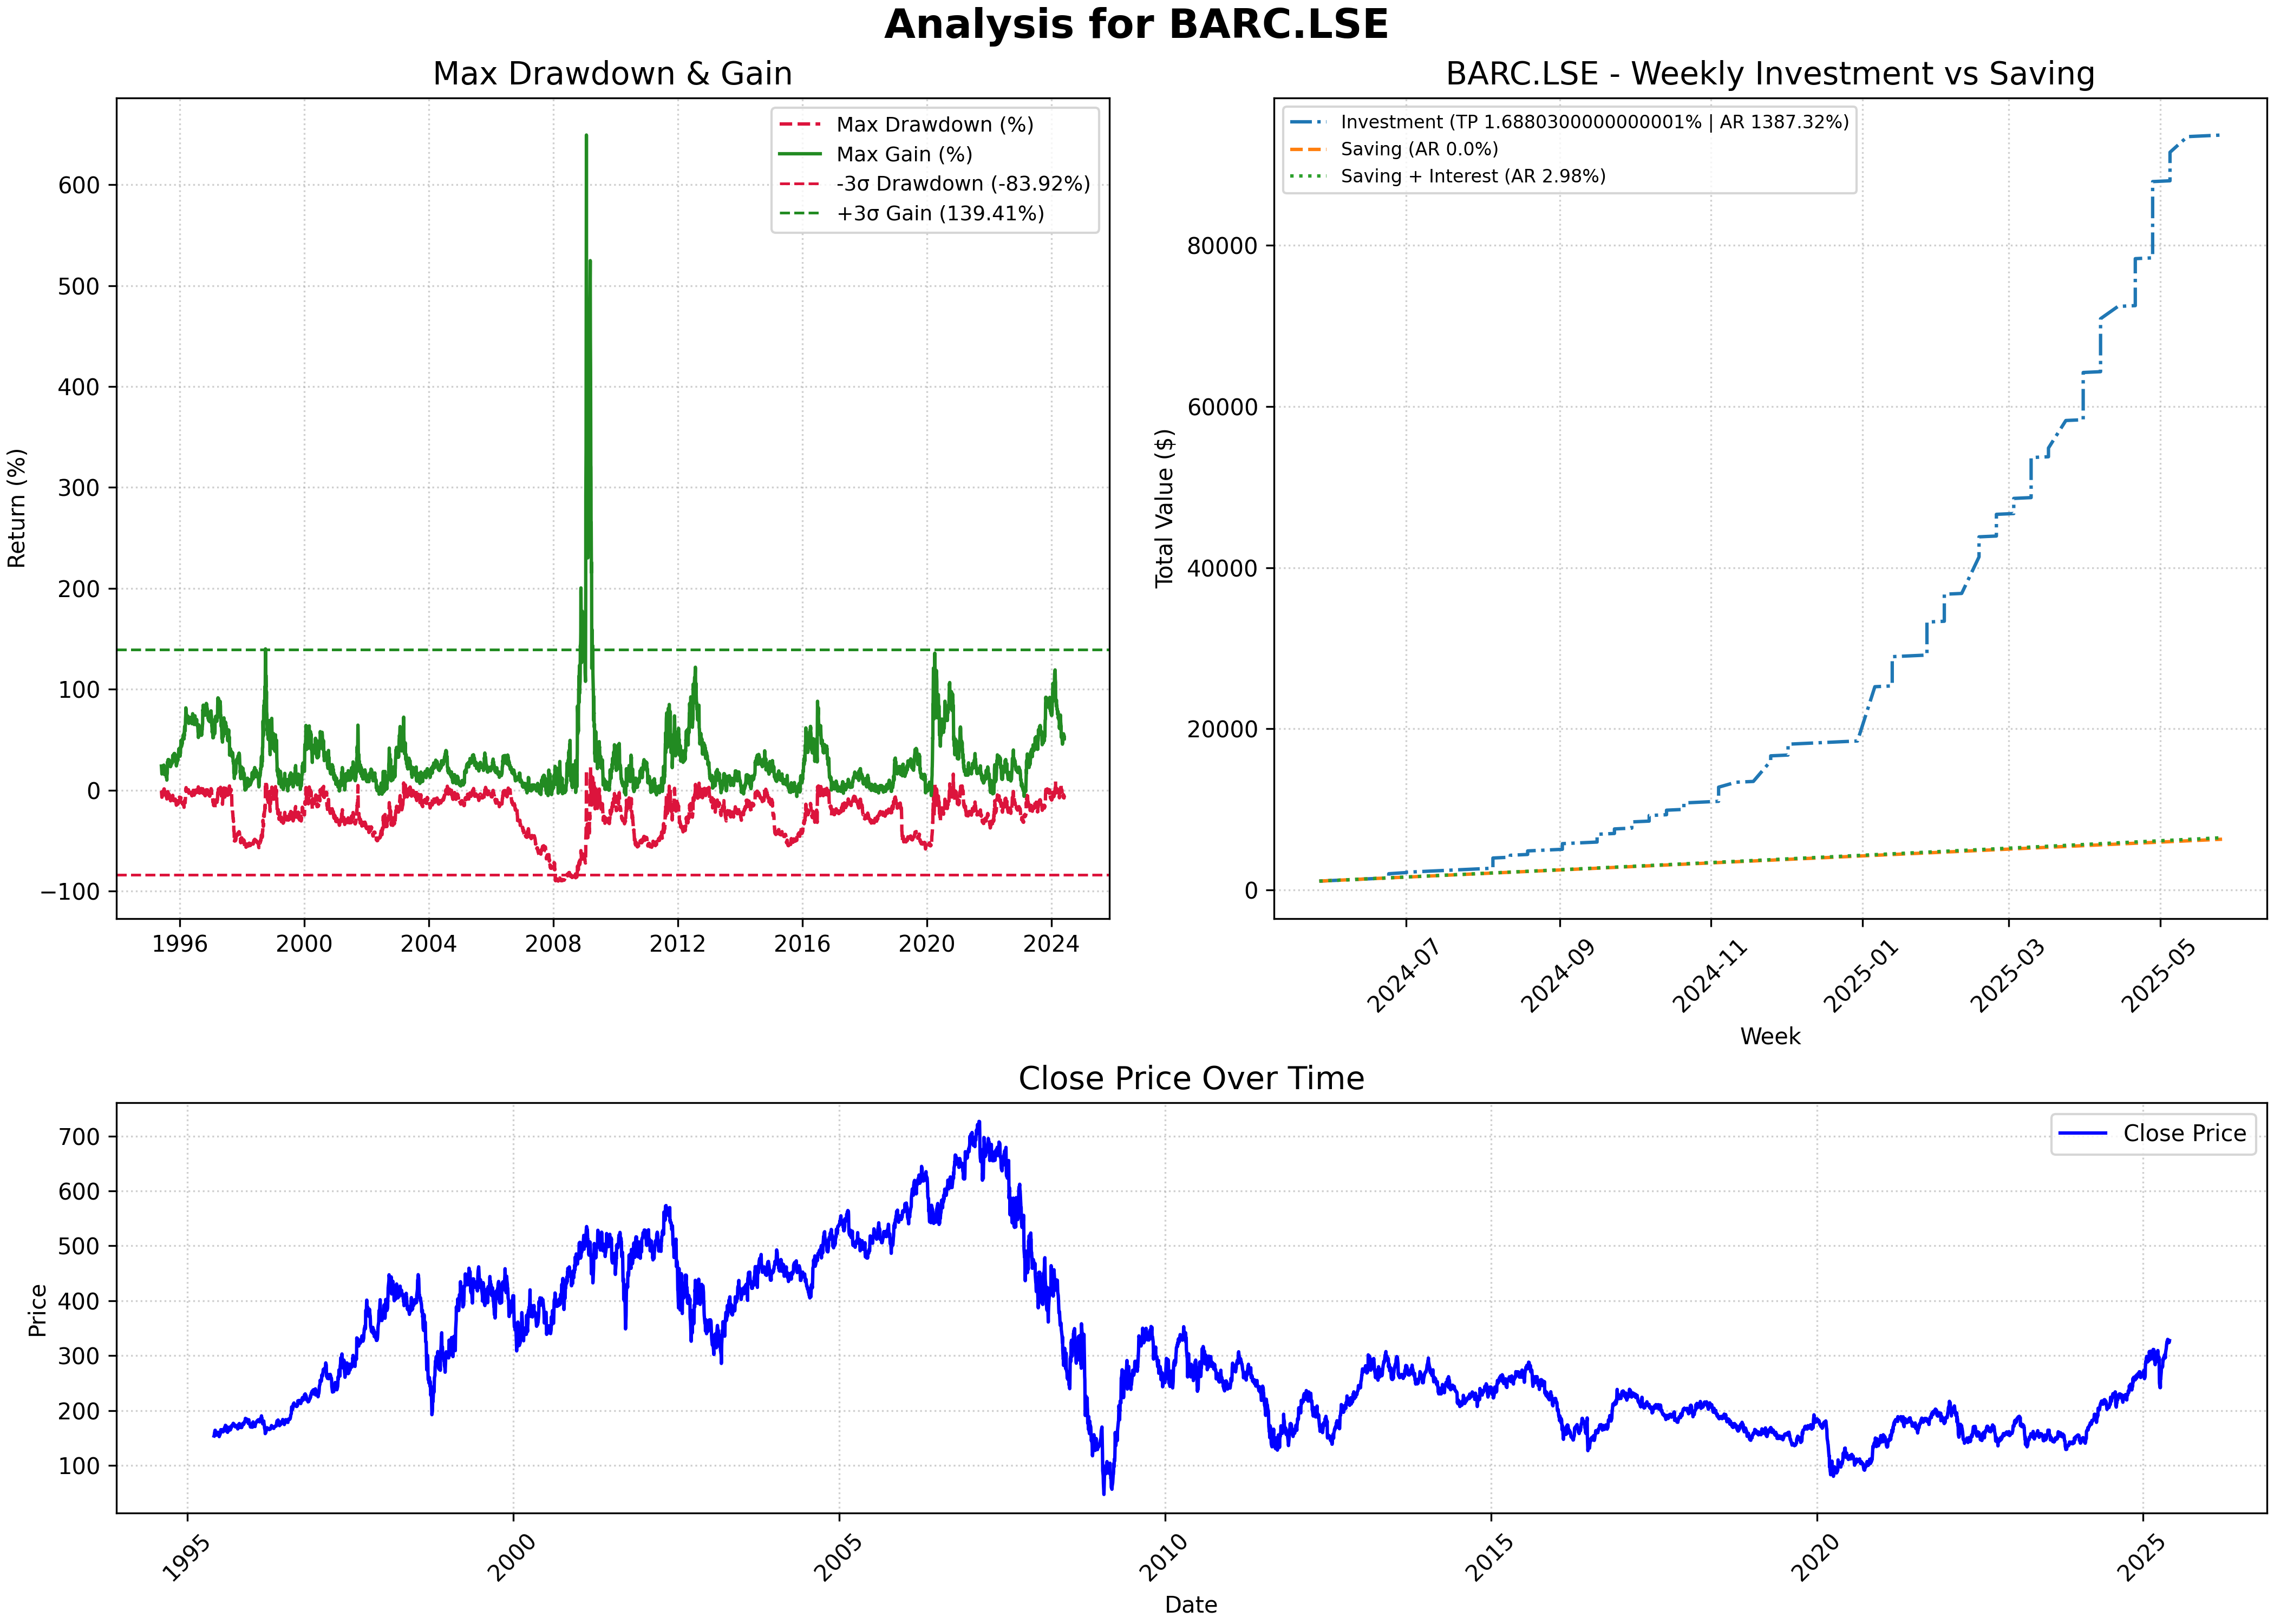 Analysis for BARC.LSE
Max Drawdown & Gain
Return (%)
600
500
400
300
200
100
0
−100
1996
2000
2004
2008
2012
2016
2020
2024
Max Drawdown (%)
Max Gain (%)
-3σ Drawdown (-83.92%)
+3σ Gain (139.41%)
BARC.LSE - Weekly Investment vs Saving
Investment (TP 1.6880300000000001% | AR 1387.32%)
Saving (AR 0.0%)
Saving + Interest (AR 2.98%)
Total Value ($)
80000
60000
40000
20000
0
2024-07
2024-09
2024-11
2025-01
2025-03
2025-05
Week
Close Price Over Time
Close Price
Price
700
600
500
400
300
200
100
1995
2000
2005
2010
2015
2020
2025
Date